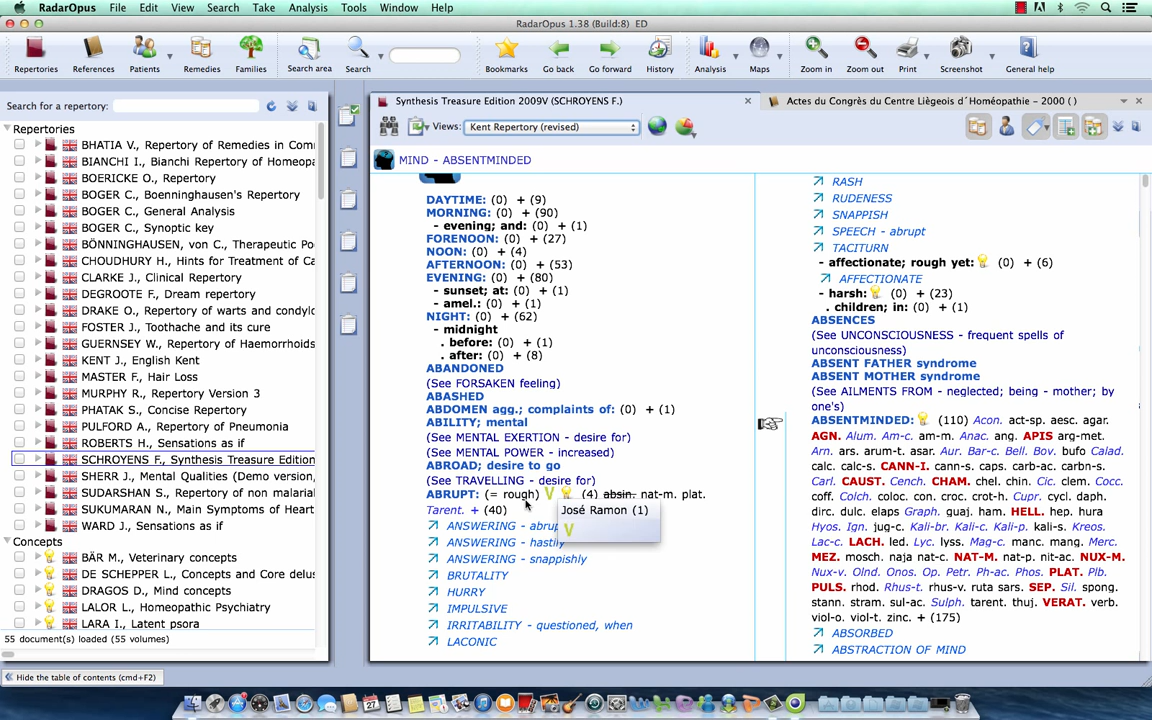 RadarOpus File Edit View Search Take Analysis Tools Window Help
RadarOpus 1.38 (Build:8) ED
Repertories References Patients Remedies Families Search area Search Bookmarks Go back Go forward History Analysis Maps Zoom in Zoom out Print Screenshot General help
Search for a repertory:
Repertories
BHATIA V., Repertory of Remedies in Com
BIANCHI I., Bianchi Repertory of Homeopa
BOERICKE O., Repertory
BOGER C., Boenninghausen's Repertory
BOGER C., General Analysis
BOGER C., Synoptic key
BÖNNINGHAUSEN, von C., Therapeutic Po
CHOUDHURY H., Hints for Treatment of Ca
CLARKE J., Clinical Repertory
DEGROOTE F., Dream repertory
DRAKE O., Repertory of warts and condylo
FOSTER J., Toothache and its cure
GUERNSEY W., Repertory of Haemorrhoids
KENT J., English Kent
MASTER F., Hair Loss
MURPHY R., Repertory Version 3
PHATAK S., Concise Repertory
PULFORD A., Repertory of Pneumonia
ROBERTS H., Sensations as if
SCHROYENS F., Synthesis Treasure Edition
SHERR J., Mental Qualities (Demo version,
SUDARSHAN S., Repertory of non malaria
SUKUMARAN N., Main Symptoms of Heart
WARD J., Sensations as if
Concepts
BÄR M., Veterinary concepts
DE SCHEPPER L., Concepts and Core delus
DRAGOS D., Mind concepts
LALOR L., Homeopathic Psychiatry
LARA I., Latent psora
55 document(s) loaded (55 volumes)
Hide the table of contents (cmd+F2)
Synthesis Treasure Edition 2009V (SCHROYENS F.)
Actes du Congrès du Centre Liègeois d´Homéopathie - 2000 ( )
Views: Kent Repertory (revised)
MIND - ABSENTMINDED
DAYTIME: (0) + (9)
MORNING: (0) + (90)
- evening; and: (0) + (1)
FORENOON: (0) + (27)
NOON: (0) + (4)
AFTERNOON: (0) + (53)
EVENING: (0) + (80)
- sunset; at: (0) + (1)
- amel.: (0) + (1)
NIGHT: (0) + (62)
- midnight
. before: (0) + (1)
. after: (0) + (8)
ABANDONED
(See FORSAKEN feeling)
ABASHED
ABDOMEN agg.; complaints of: (0) + (1)
ABILITY; mental
(See MENTAL EXERTION - desire for)
(See MENTAL POWER - increased)
ABROAD; desire to go
(See TRAVELLING - desire for)
ABRUPT: (= rough) V (4) absin. nat-m. plat.
Tarent. + (40)
José Ramon (1)
V
ANSWERING - abrup
ANSWERING - hastily
ANSWERING - snappishly
BRUTALITY
HURRY
IMPULSIVE
IRRITABILITY - questioned, when
LACONIC
RASH
RUDENESS
SNAPPISH
SPEECH - abrupt
TACITURN
- affectionate; rough yet: (0) + (6)
AFFECTIONATE
- harsh: (0) + (23)
. children; in: (0) + (1)
ABSENCES
(See UNCONSCIOUSNESS - frequent spells of
unconsciousness)
ABSENT FATHER syndrome
ABSENT MOTHER syndrome
(See AILMENTS FROM - neglected; being - mother; by
one's)
ABSENTMINDED: (110) Acon. act-sp. aesc. agar.
AGN. Alum. Am-c. am-m. Anac. ang. APIS arg-met.
Arn. ars. arum-t. asar. Aur. Bar-c. Bell. Bov. bufo Calad.
calc. calc-s. CANN-I. cann-s. caps. carb-ac. carbn-s.
Carl. CAUST. Cench. CHAM. chel. chin. Cic. clem. Cocc.
coff. Colch. coloc. con. croc. crot-h. Cupr. cycl. daph.
dirc. dulc. elaps Graph. guaj. ham. HELL. hep. hura
Hyos. Ign. jug-c. Kali-br. Kali-c. Kali-p. kali-s. Kreos.
Lac-c. LACH. led. Lyc. lyss. Mag-c. manc. mang. Merc.
MEZ. mosch. naja nat-c. NAT-M. nat-p. nit-ac. NUX-M.
Nux-v. Olnd. Onos. Op. Petr. Ph-ac. Phos. PLAT. Plb.
PULS. rhod. Rhus-t. rhus-v. ruta sars. SEP. Sil. spong.
stann. stram. sul-ac. Sulph. tarent. thuj. VERAT. verb.
viol-o. viol-t. zinc. + (175)
ABSORBED
ABSTRACTION OF MIND